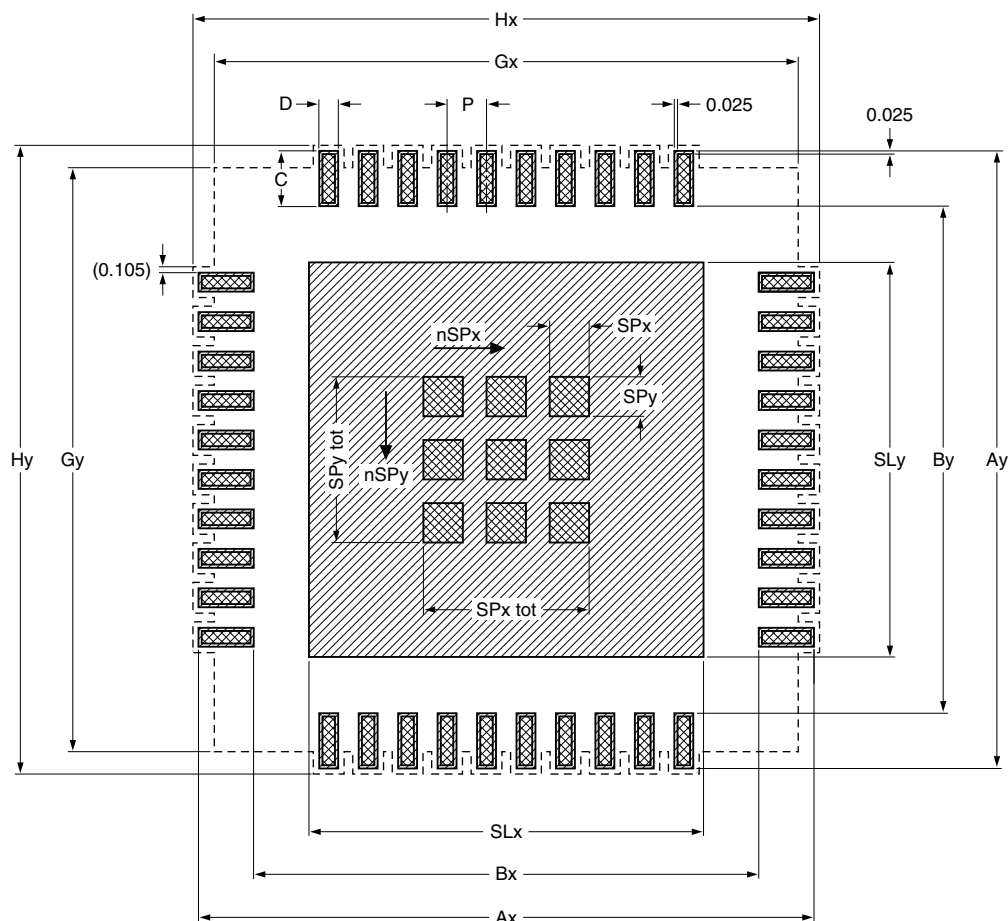 Hx
Gx
D
P
0.025
0.025
C
(0.105)
nSPx
SPx
SPy
SPy tot
nSPy
Hy
Gy
SLy
By
Ay
SPx tot
SLx
Bx
Ax